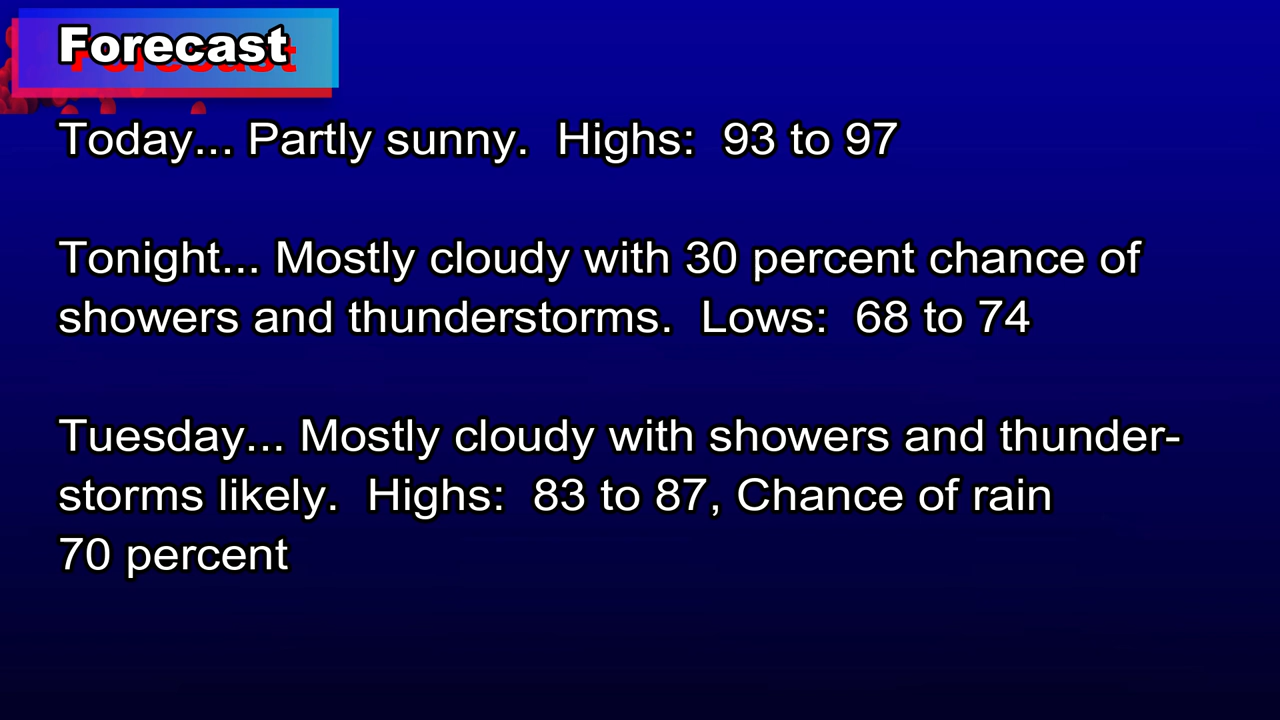 Forecast
Today... Partly sunny.  Highs:  93 to 97
Tonight... Mostly cloudy with 30 percent chance of
showers and thunderstorms.  Lows:  68 to 74
Tuesday... Mostly cloudy with showers and thunder-
storms likely.  Highs:  83 to 87, Chance of rain
70 percent